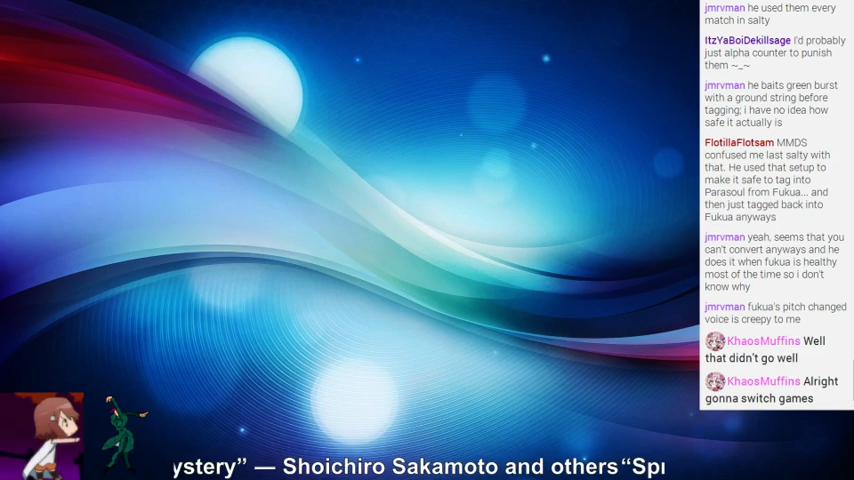 jmrvman he used them every
match in salty
ItzYaBoiDekillsage I'd probably
just alpha counter to punish
them ~_~
jmrvman he baits green burst
with a ground string before
tagging; i have no idea how
safe it actually is
FlotillaFlotsam MMDS
confused me last salty with
that. He used that setup to
make it safe to tag into
Parasoul from Fukua... and
then just tagged back into
Fukua anyways
jmrvman yeah, seems that you
can't convert anyways and he
does it when fukua is healthy
most of the time so i don't
know why
jmrvman fukua's pitch changed
voice is creepy to me
KhaosMuffins Well
that didn't go well
KhaosMuffins Alright
gonna switch games
ystery” — Shoichiro Sakamoto and others“Spr